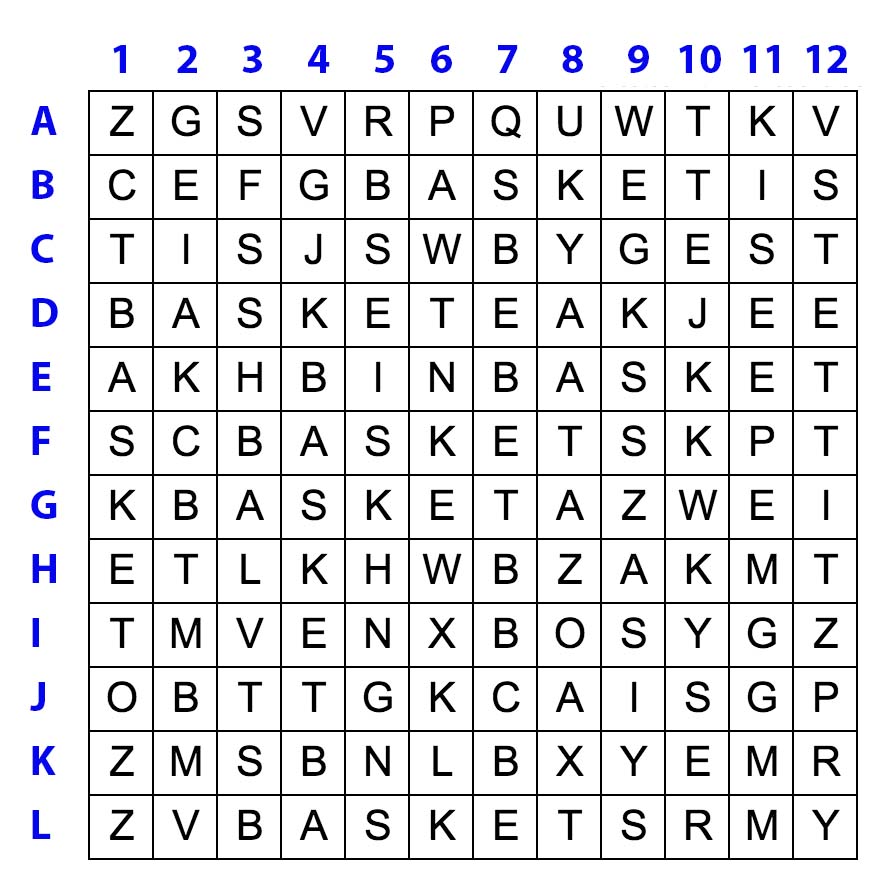 1 2 3 4 5 6 7 8 9 10 11 12
A Z G S V R P Q U W T K V
B C E F G B A S K E T I S
C T I S J S W B Y G E S T
D B A S K E T E A K J E E
E A K H B I N B A S K E T
F S C B A S K E T S K P T
G K B A S K E T A Z W E I
H E T L K H W B Z A K M T
I T M V E N X B O S Y G Z
J O B T T G K C A I S G P
K Z M S B N L B X Y E M R
L Z V B A S K E T S R M Y